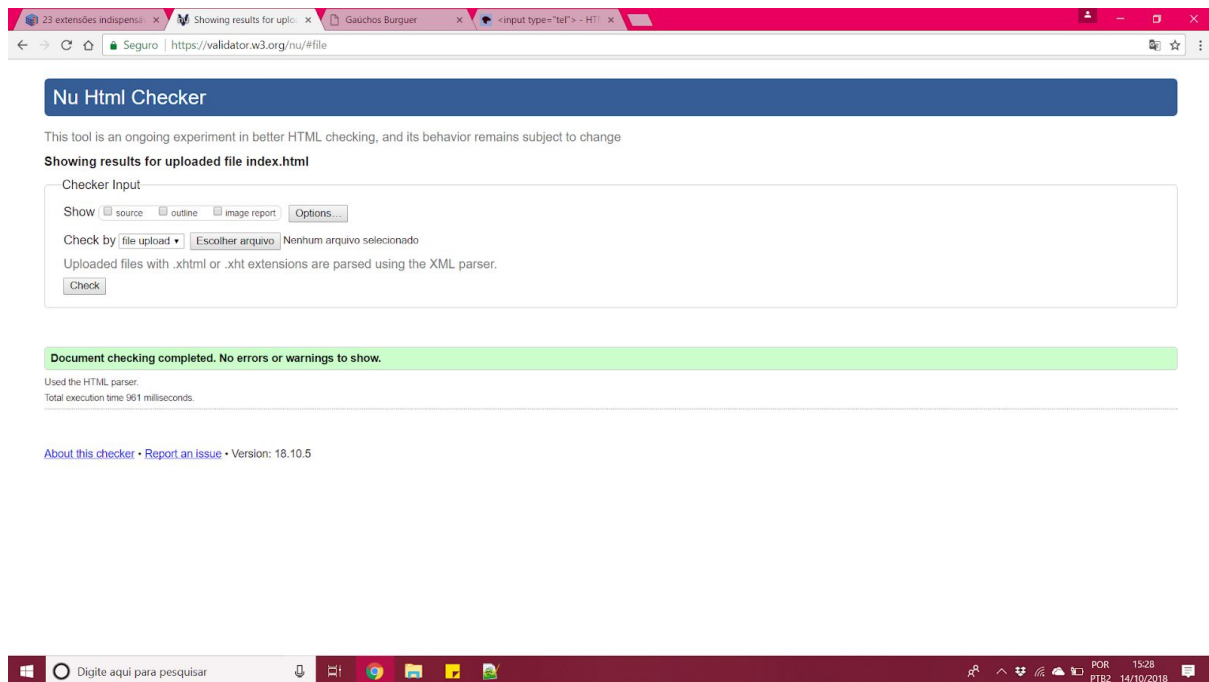 23 extensões indispensá
Showing results for uplo
Gaúchos Burguer
<input type="tel"> - HT
Seguro | https://validator.w3.org/nu/#file
Nu Html Checker
This tool is an ongoing experiment in better HTML checking, and its behavior remains subject to change
Showing results for uploaded file index.html
Checker Input
Show source outline image report Options...
Check by file upload Escolher arquivo Nenhum arquivo selecionado
Uploaded files with .xhtml or .xht extensions are parsed using the XML parser.
Check
Document checking completed. No errors or warnings to show.
Used the HTML parser.
Total execution time 961 milliseconds.
About this checker • Report an issue • Version: 18.10.5
Digite aqui para pesquisar
POR 15:28
PTB2 14/10/2018